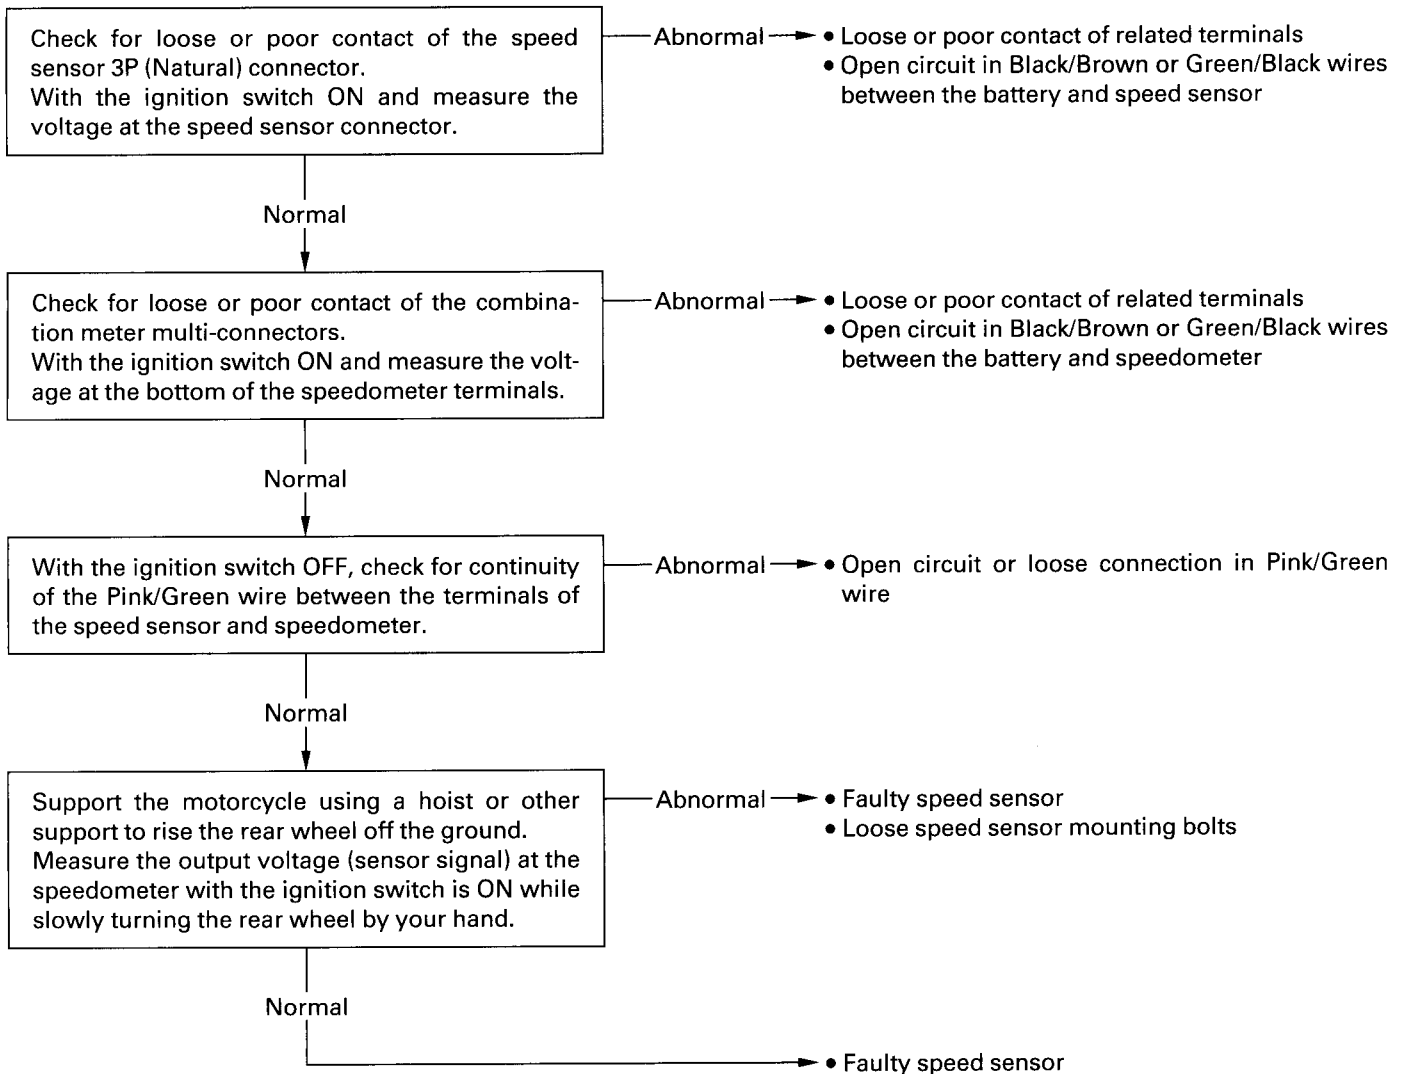 Check for loose or poor contact of the speed
sensor 3P (Natural) connector.
With the ignition switch ON and measure the
voltage at the speed sensor connector.
Abnormal
• Loose or poor contact of related terminals
• Open circuit in Black/Brown or Green/Black wires
between the battery and speed sensor
Normal
Check for loose or poor contact of the combina-
tion meter multi-connectors.
With the ignition switch ON and measure the volt-
age at the bottom of the speedometer terminals.
Abnormal
• Loose or poor contact of related terminals
• Open circuit in Black/Brown or Green/Black wires
between the battery and speedometer
Normal
With the ignition switch OFF, check for continuity
of the Pink/Green wire between the terminals of
the speed sensor and speedometer.
Abnormal
• Open circuit or loose connection in Pink/Green
wire
Normal
Support the motorcycle using a hoist or other
support to rise the rear wheel off the ground.
Measure the output voltage (sensor signal) at the
speedometer with the ignition switch is ON while
slowly turning the rear wheel by your hand.
Abnormal
• Faulty speed sensor
• Loose speed sensor mounting bolts
Normal
• Faulty speed sensor